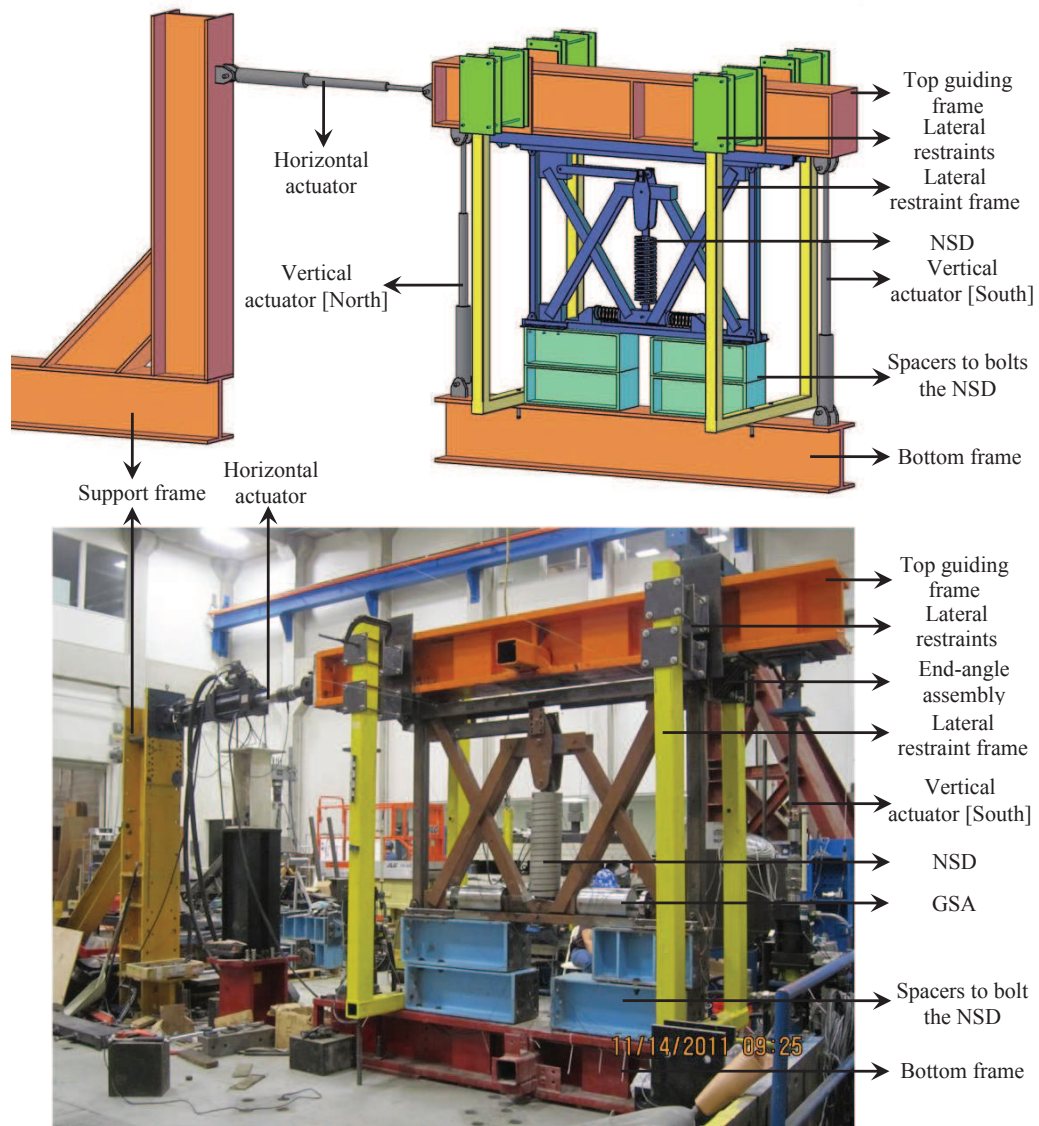 Top guiding
frame
Lateral
restraints
Lateral
restraint frame
NSD
Vertical
actuator [South]
Spacers to bolts
the NSD
Bottom frame
Horizontal
actuator
Vertical
actuator [North]
Support frame
Horizontal
actuator
Top guiding
frame
Lateral
restraints
End-angle
assembly
Lateral
restraint frame
Vertical
actuator [South]
NSD
GSA
Spacers to bolt
the NSD
Bottom frame
11/14/2011 09:25